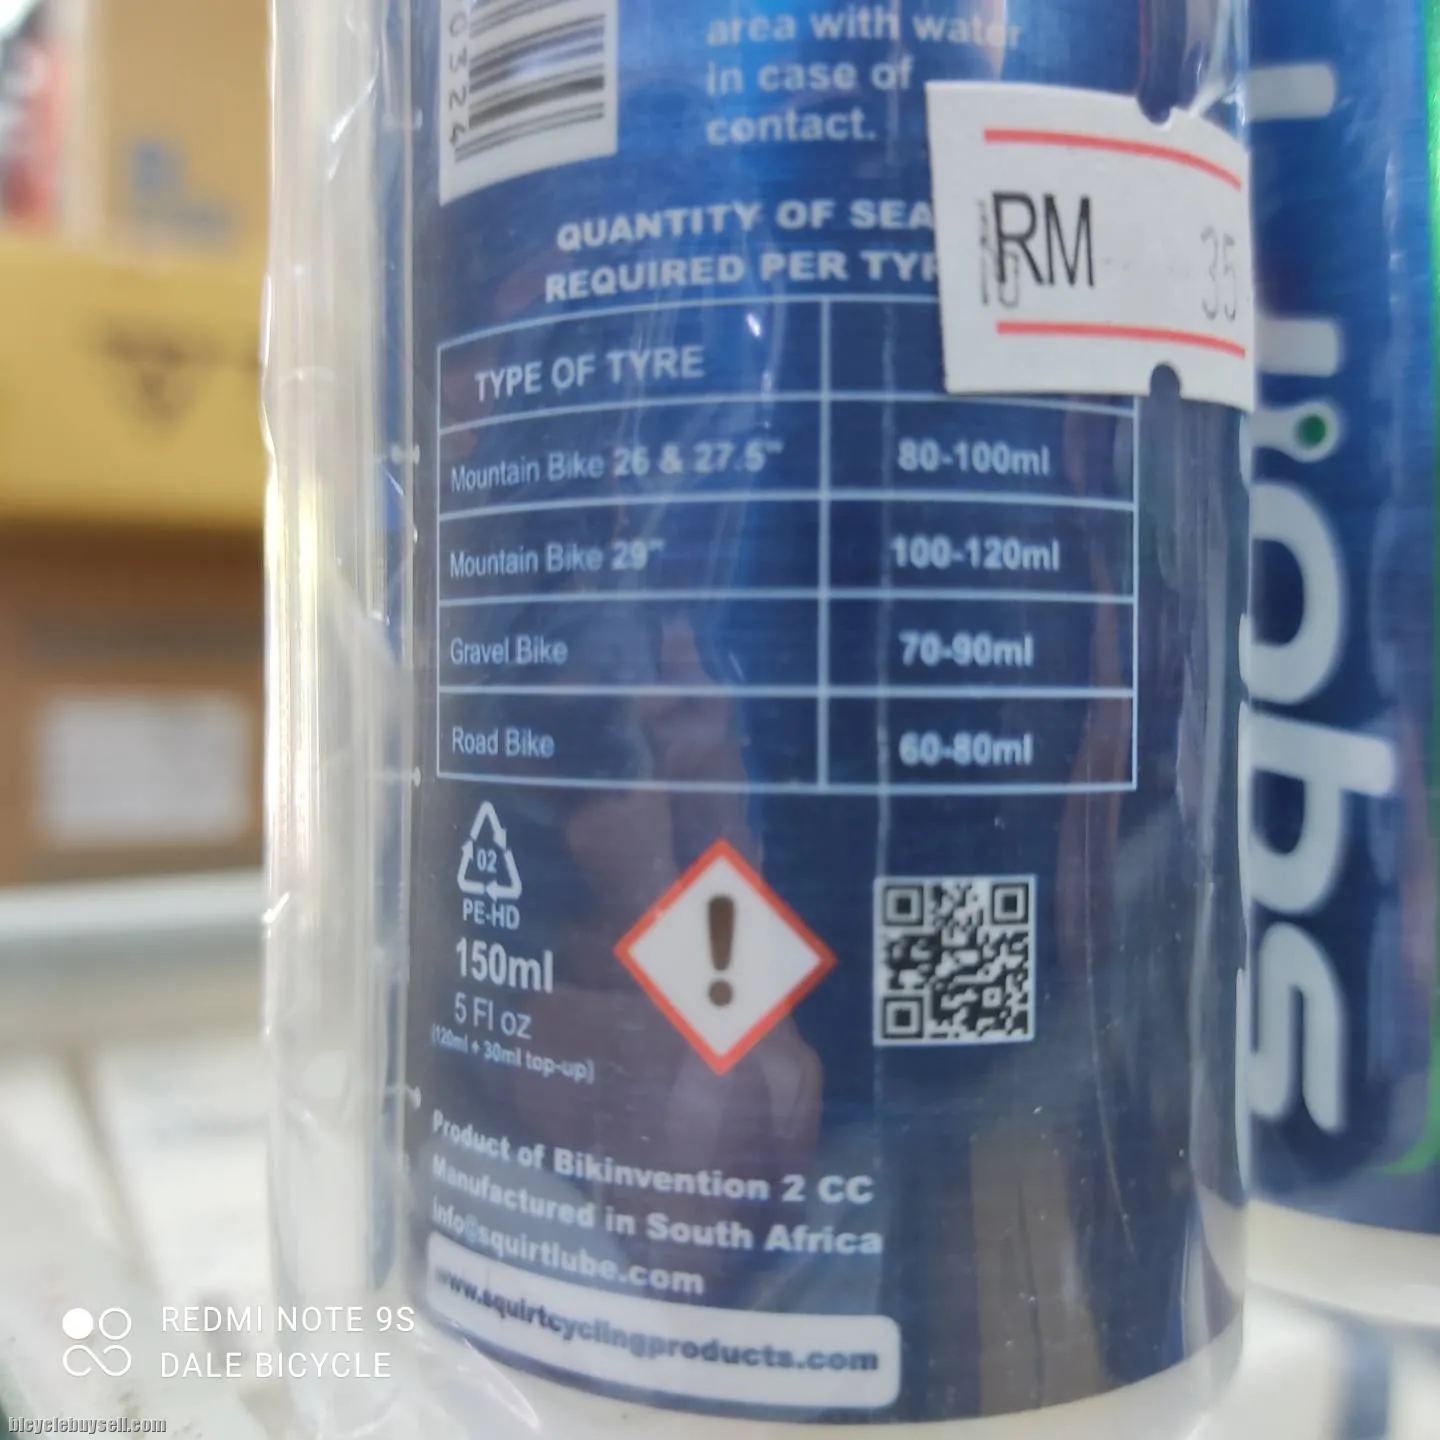 area with water
in case of
contact.
0324
QUANTITY OF SEA
REQUIRED PER TYR
RM 35
TYPE OF TYRE
Mountain Bike 26 & 27.5" 80-100ml
Mountain Bike 29" 100-120ml
Gravel Bike 70-90ml
Road Bike 60-80ml
02
PE-HD
150ml
5 Fl oz
(120ml + 30ml top-up)
Product of Bikinvention 2 CC
Manufactured in South Africa
info@squirtlube.com
www.squirtcyclingproducts.com
REDMI NOTE 9S
DALE BICYCLE
bicyclebuysell.com